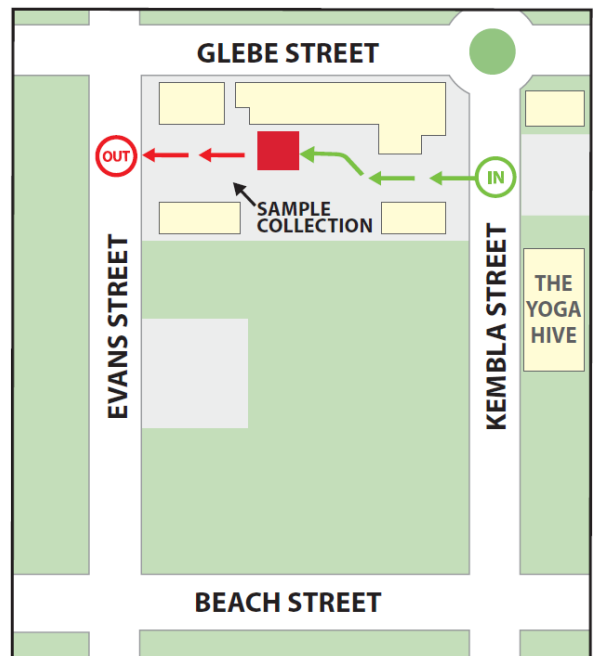 GLEBE STREET
OUT
IN
SAMPLE
COLLECTION
EVANS STREET
KEMBLA STREET
THE
YOGA
HIVE
BEACH STREET